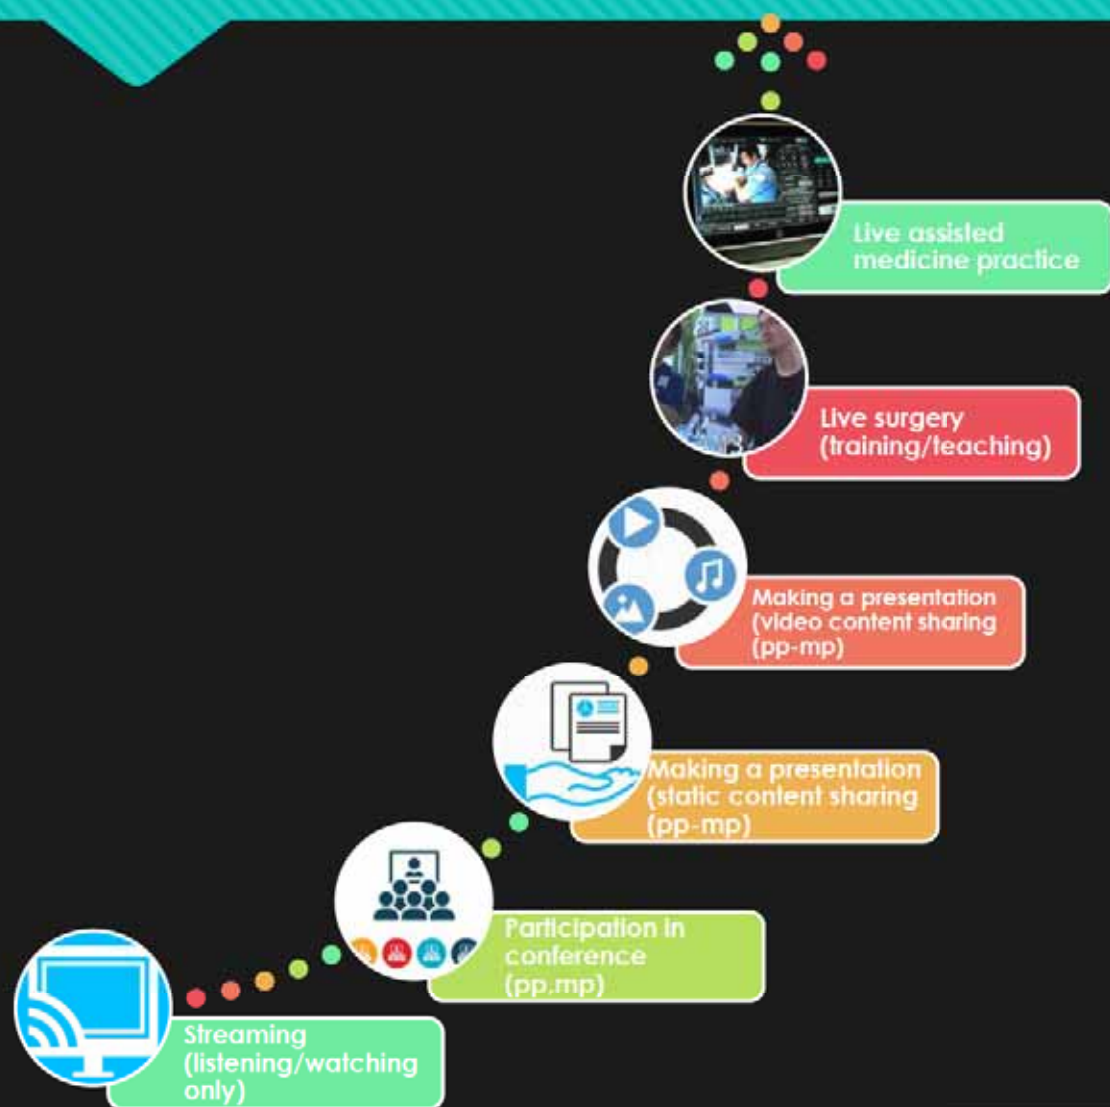 Live assisted
medicine practice
Live surgery
(training/teaching)
Making a presentation
(video content sharing
(pp-mp)
Making a presentation
(static content sharing
(pp-mp)
Participation in
conference
(pp,mp)
Streaming
(listening/watching
only)